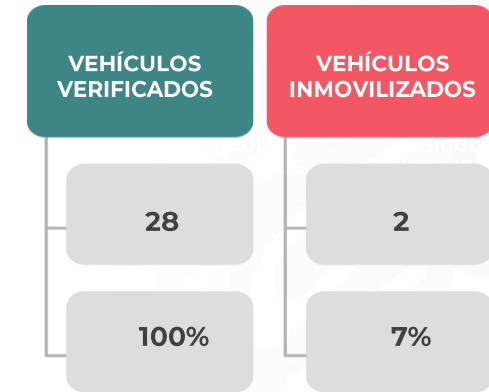 VEHÍCULOS
VERIFICADOS
28
100%
VEHÍCULOS
INMOVILIZADOS
2
7%